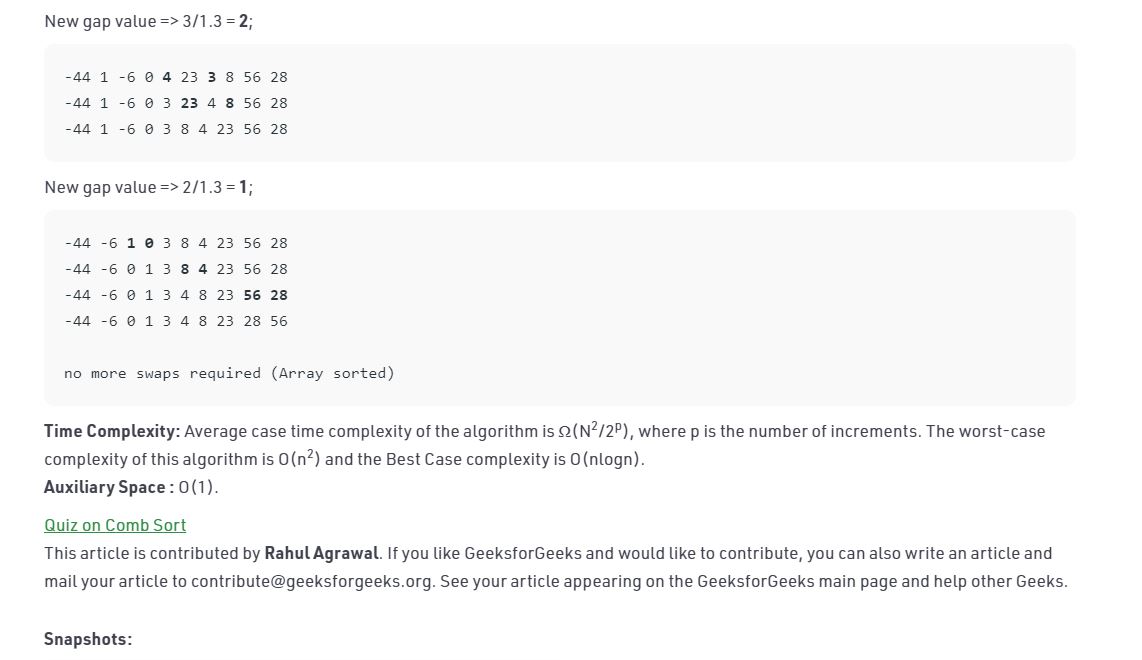 New gap value => 3/1.3 = 2;
-44 1 -6 0 4 23 3 8 56 28
-44 1 -6 0 3 23 4 8 56 28
-44 1 -6 0 3 8 4 23 56 28
New gap value => 2/1.3 = 1;
-44 -6 1 0 3 8 4 23 56 28
-44 -6 0 1 3 8 4 23 56 28
-44 -6 0 1 3 4 8 23 56 28
-44 -6 0 1 3 4 8 23 28 56
no more swaps required (Array sorted)
Time Complexity: Average case time complexity of the algorithm is Ω(N²/2ᵖ), where p is the number of increments. The worst-case
complexity of this algorithm is O(n²) and the Best Case complexity is O(nlogn).
Auxiliary Space : O(1).
Quiz on Comb Sort
This article is contributed by Rahul Agrawal. If you like GeeksforGeeks and would like to contribute, you can also write an article and
mail your article to contribute@geeksforgeeks.org. See your article appearing on the GeeksforGeeks main page and help other Geeks.
Snapshots: